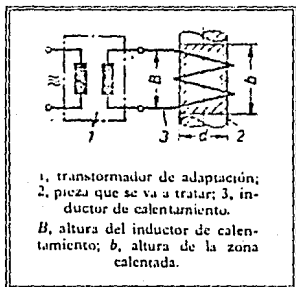 B
b
d
1
3
2
1, transformador de adaptación;
2, pieza que se va a tratar; 3, in-
ductor de calentamiento.
B, altura del inductor de calen-
tamiento; b, altura de la zona
calentada.